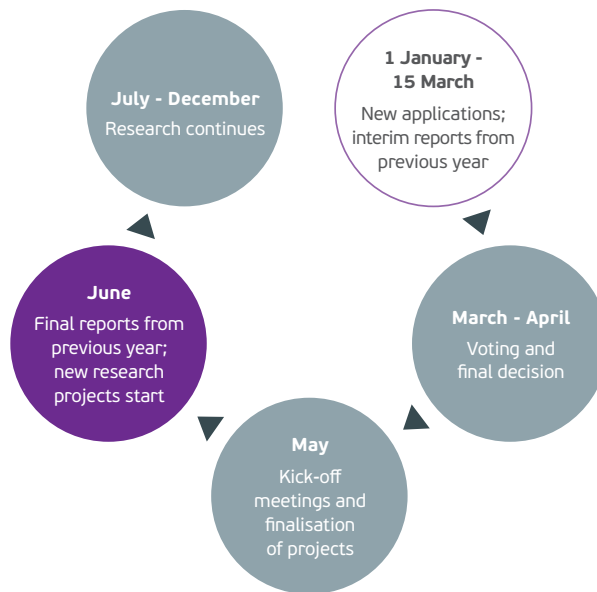 1 January -
15 March
New applications;
interim reports from
previous year
March - April
Voting and
final decision
May
Kick-off
meetings and
finalisation
of projects
June
Final reports from
previous year;
new research
projects start
July - December
Research continues